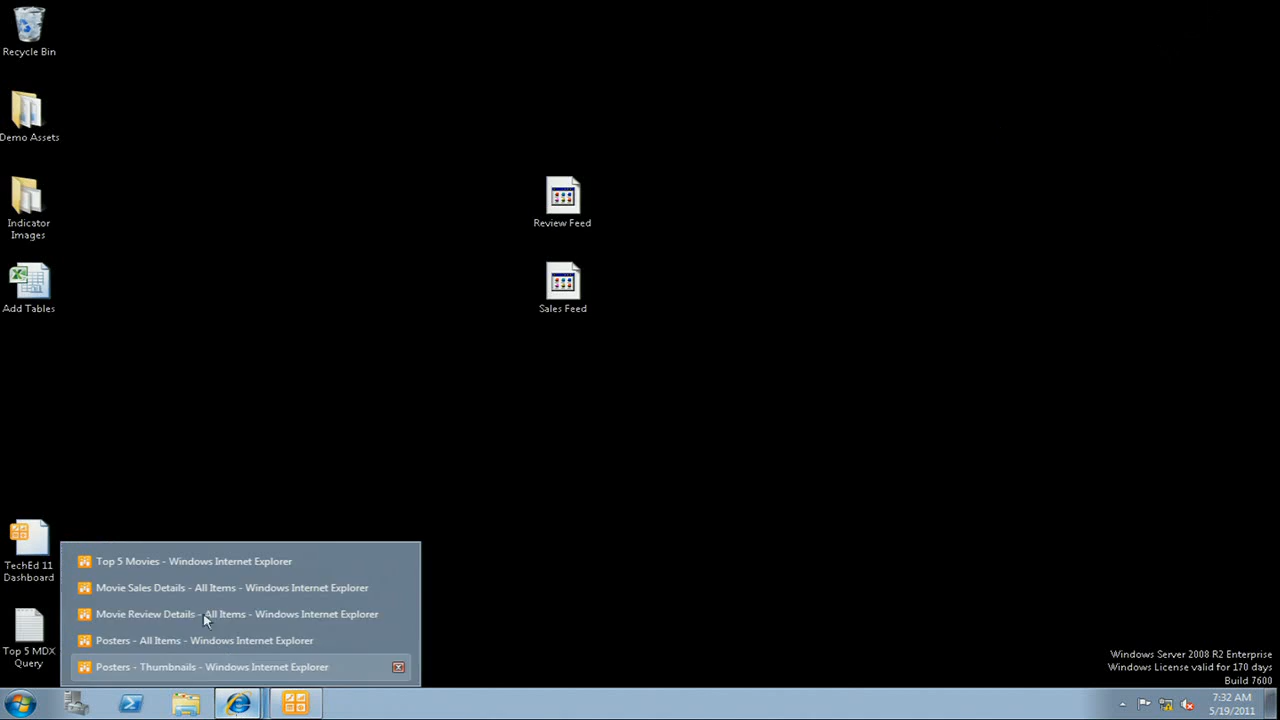 Recycle Bin
Demo Assets
Indicator
Images
Add Tables
Review Feed
Sales Feed
TechEd 11
Dashboard
Top 5 MDX
Query
Top 5 Movies - Windows Internet Explorer
Movie Sales Details - All Items - Windows Internet Explorer
Movie Review Details - All Items - Windows Internet Explorer
Posters - All Items - Windows Internet Explorer
Posters - Thumbnails - Windows Internet Explorer
Windows Server 2008 R2 Enterprise
Windows License valid for 170 days
Build 7600
7:32 AM
5/19/2011